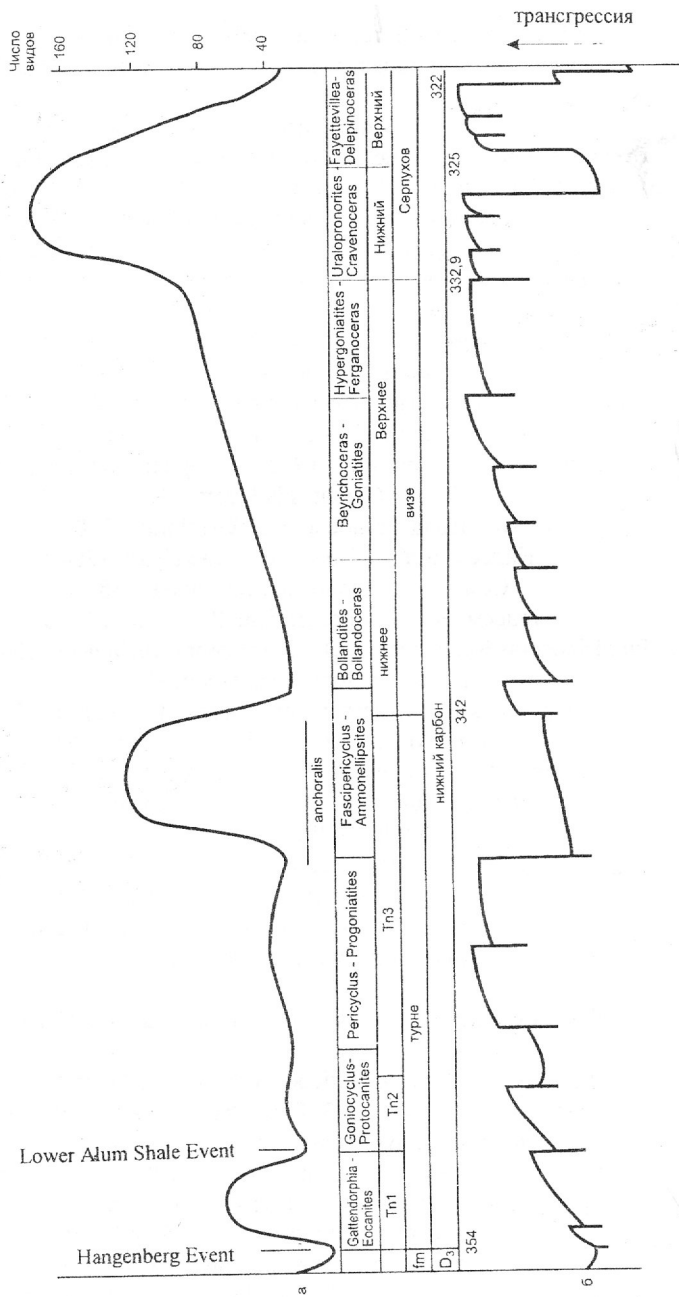 трансгрессия
Число
видов
160
120
80
40
Fayettevillea-
Delepinoceras
Верхний
322
Uralopronorites -
Cravenoceras
Нижний
Серпухов
325
332,9
Hypergoniatites -
Ferganoceras
Верхнее
Beyrichoceras -
Goniatites
визе
Bollandites -
Bollandoceras
нижнее
342
anchoralis
Fascipericyclus -
Ammonellipsites
нижний карбон
Pericyclus - Progoniatites
Tn3
турне
Goniocyclus-
Protocanites
Tn2
Lower Alum Shale Event
Gattendorphia -
Eocanites
Tn1
354
Hangenberg Event
fm
D3
а
б